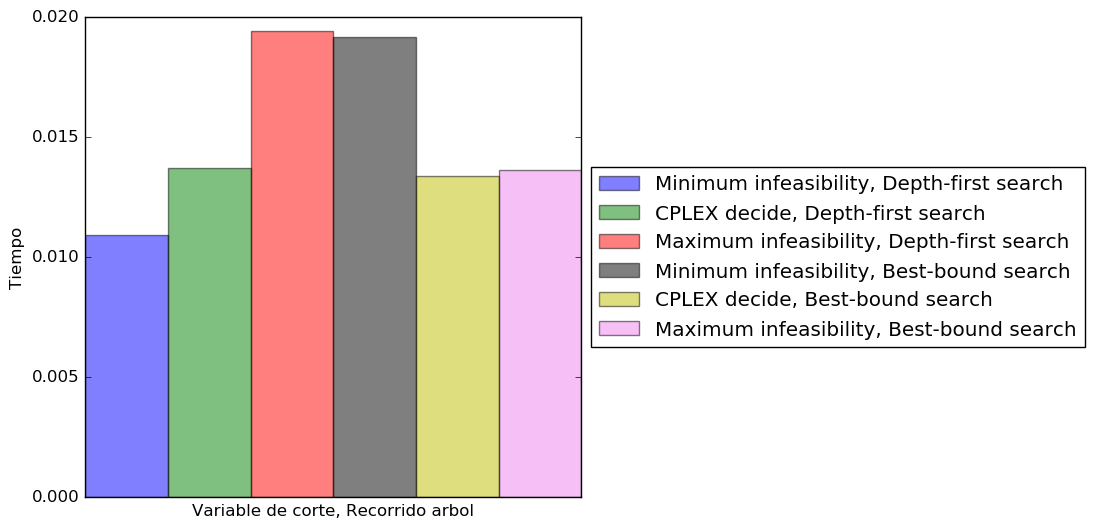 0.020
0.015
0.010
0.005
0.000
Tiempo
Variable de corte, Recorrido arbol
Minimum infeasibility, Depth-first search
CPLEX decide, Depth-first search
Maximum infeasibility, Depth-first search
Minimum infeasibility, Best-bound search
CPLEX decide, Best-bound search
Maximum infeasibility, Best-bound search